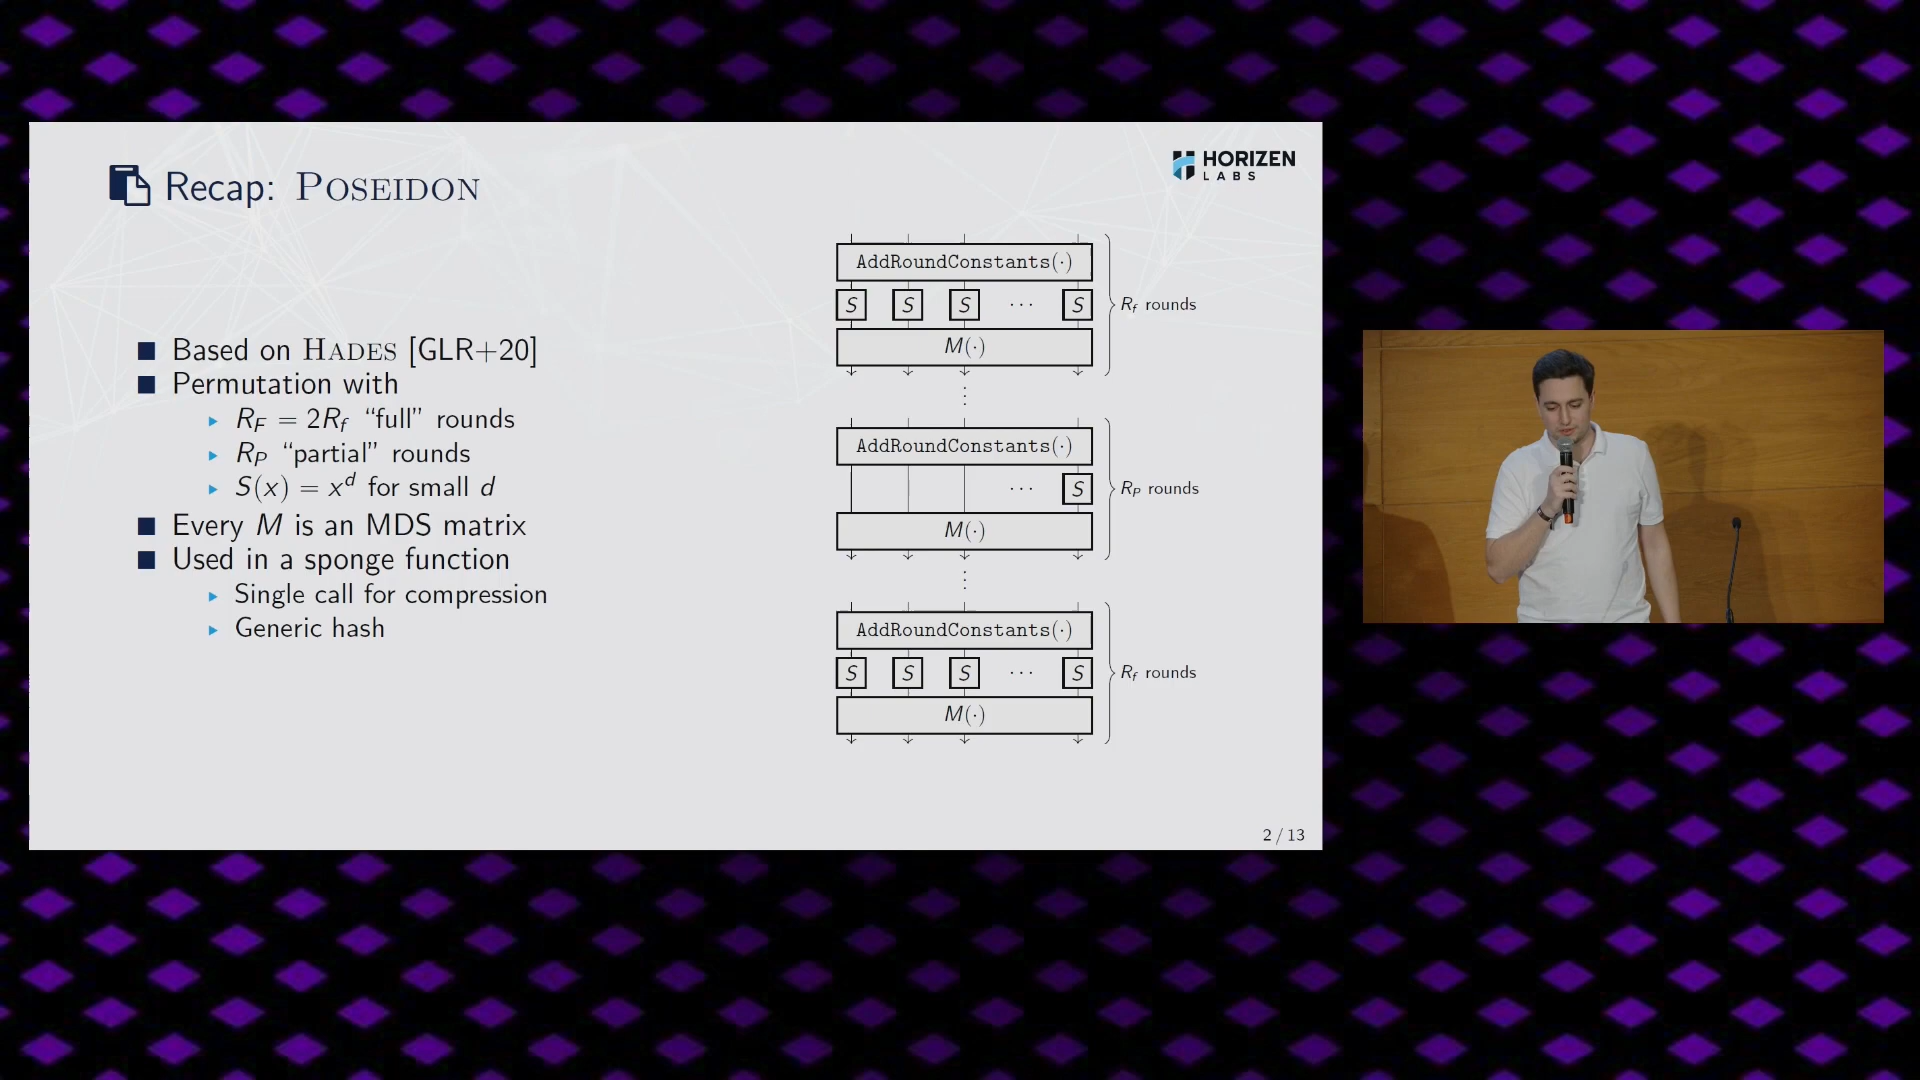 Recap: POSEIDON
HORIZEN
LABS
Based on HADES [GLR+20]
Permutation with
R_F = 2R_f “full” rounds
R_P “partial” rounds
S(x) = x^d for small d
Every M is an MDS matrix
Used in a sponge function
Single call for compression
Generic hash
AddRoundConstants(·)
S S S ··· S
R_f rounds
M(·)
⋮
AddRoundConstants(·)
··· S
R_P rounds
M(·)
⋮
AddRoundConstants(·)
S S S ··· S
R_f rounds
M(·)
2 / 13